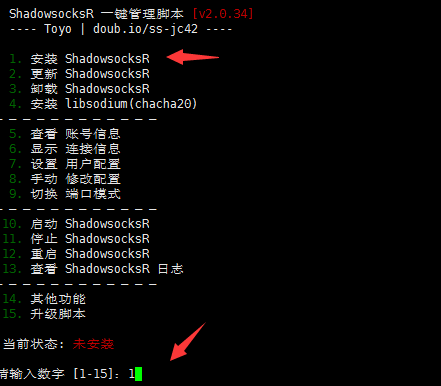 ShadowsocksR 一键管理脚本 [v2.0.34]
---- Toyo | doub.io/ss-jc42 ----
1. 安装 ShadowsocksR
2. 更新 ShadowsocksR
3. 卸载 ShadowsocksR
4. 安装 libsodium(chacha20)
————————————
5. 查看 账号信息
6. 显示 连接信息
7. 设置 用户配置
8. 手动 修改配置
9. 切换 端口模式
————————————
10. 启动 ShadowsocksR
11. 停止 ShadowsocksR
12. 重启 ShadowsocksR
13. 查看 ShadowsocksR 日志
————————————
14. 其他功能
15. 升级脚本
当前状态: 未安装
请输入数字 [1-15]：1